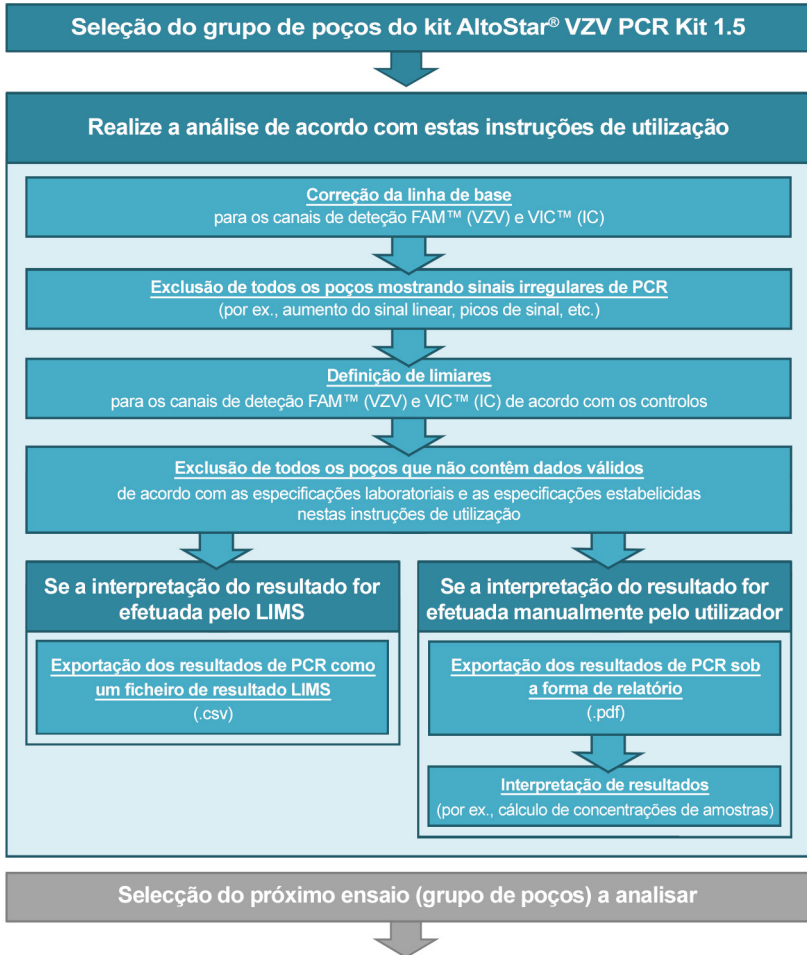 Seleção do grupo de poços do kit AltoStar® VZV PCR Kit 1.5
Realize a análise de acordo com estas instruções de utilização
Correção da linha de base
para os canais de deteção FAM™ (VZV) e VIC™ (IC)
Exclusão de todos os poços mostrando sinais irregulares de PCR
(por ex., aumento do sinal linear, picos de sinal, etc.)
Definição de limiares
para os canais de deteção FAM™ (VZV) e VIC™ (IC) de acordo com os controlos
Exclusão de todos os poços que não contêm dados válidos
de acordo com as especificações laboratoriais e as especificações estabelicidas
nestas instruções de utilização
Se a interpretação do resultado for
efetuada pelo LIMS
Exportação dos resultados de PCR como
um ficheiro de resultado LIMS
(.csv)
Se a interpretação do resultado for
efetuada manualmente pelo utilizador
Exportação dos resultados de PCR sob
a forma de relatório
(.pdf)
Interpretação de resultados
(por ex., cálculo de concentrações de amostras)
Selecção do próximo ensaio (grupo de poços) a analisar